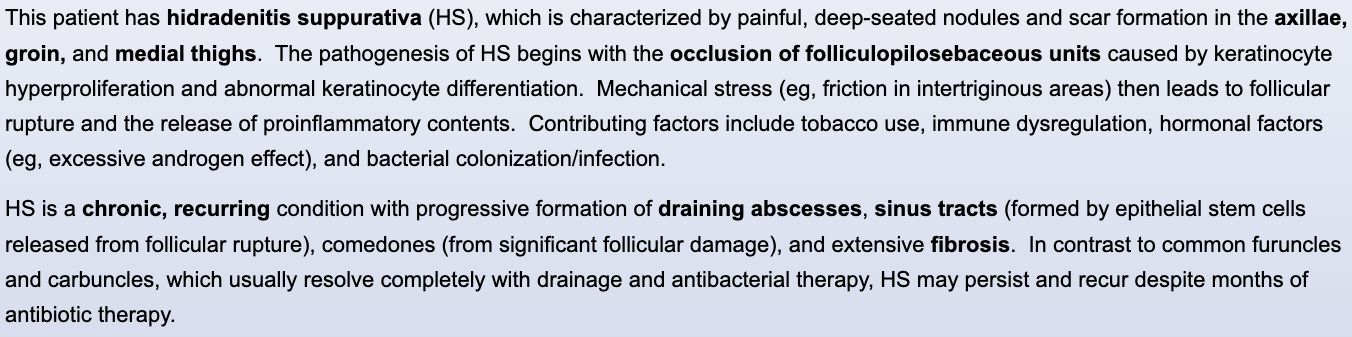 This patient has hidradenitis suppurativa (HS), which is characterized by painful, deep-seated nodules and scar formation in the axillae,
groin, and medial thighs.  The pathogenesis of HS begins with the occlusion of folliculopilosebaceous units caused by keratinocyte
hyperproliferation and abnormal keratinocyte differentiation.  Mechanical stress (eg, friction in intertriginous areas) then leads to follicular
rupture and the release of proinflammatory contents.  Contributing factors include tobacco use, immune dysregulation, hormonal factors
(eg, excessive androgen effect), and bacterial colonization/infection.
HS is a chronic, recurring condition with progressive formation of draining abscesses, sinus tracts (formed by epithelial stem cells
released from follicular rupture), comedones (from significant follicular damage), and extensive fibrosis.  In contrast to common furuncles
and carbuncles, which usually resolve completely with drainage and antibacterial therapy, HS may persist and recur despite months of
antibiotic therapy.